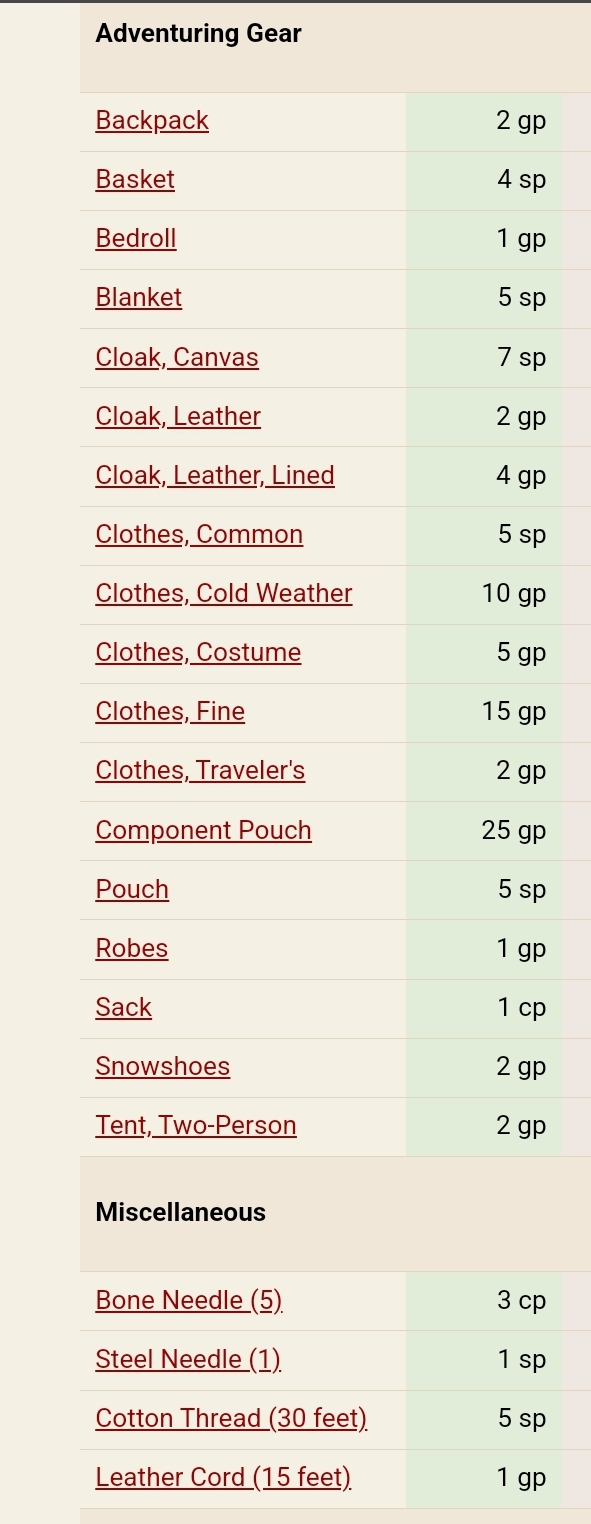 Adventuring Gear
Backpack 2 gp
Basket 4 sp
Bedroll 1 gp
Blanket 5 sp
Cloak, Canvas 7 sp
Cloak, Leather 2 gp
Cloak, Leather, Lined 4 gp
Clothes, Common 5 sp
Clothes, Cold Weather 10 gp
Clothes, Costume 5 gp
Clothes, Fine 15 gp
Clothes, Traveler's 2 gp
Component Pouch 25 gp
Pouch 5 sp
Robes 1 gp
Sack 1 cp
Snowshoes 2 gp
Tent, Two-Person 2 gp
Miscellaneous
Bone Needle (5) 3 cp
Steel Needle (1) 1 sp
Cotton Thread (30 feet) 5 sp
Leather Cord (15 feet) 1 gp